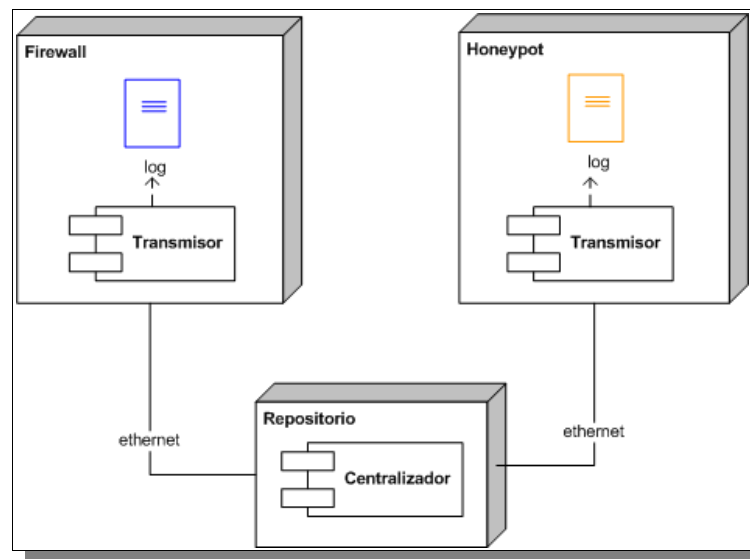 Firewall
log
Transmisor
Honeypot
log
Transmisor
ethernet
ethernet
Repositorio
Centralizador